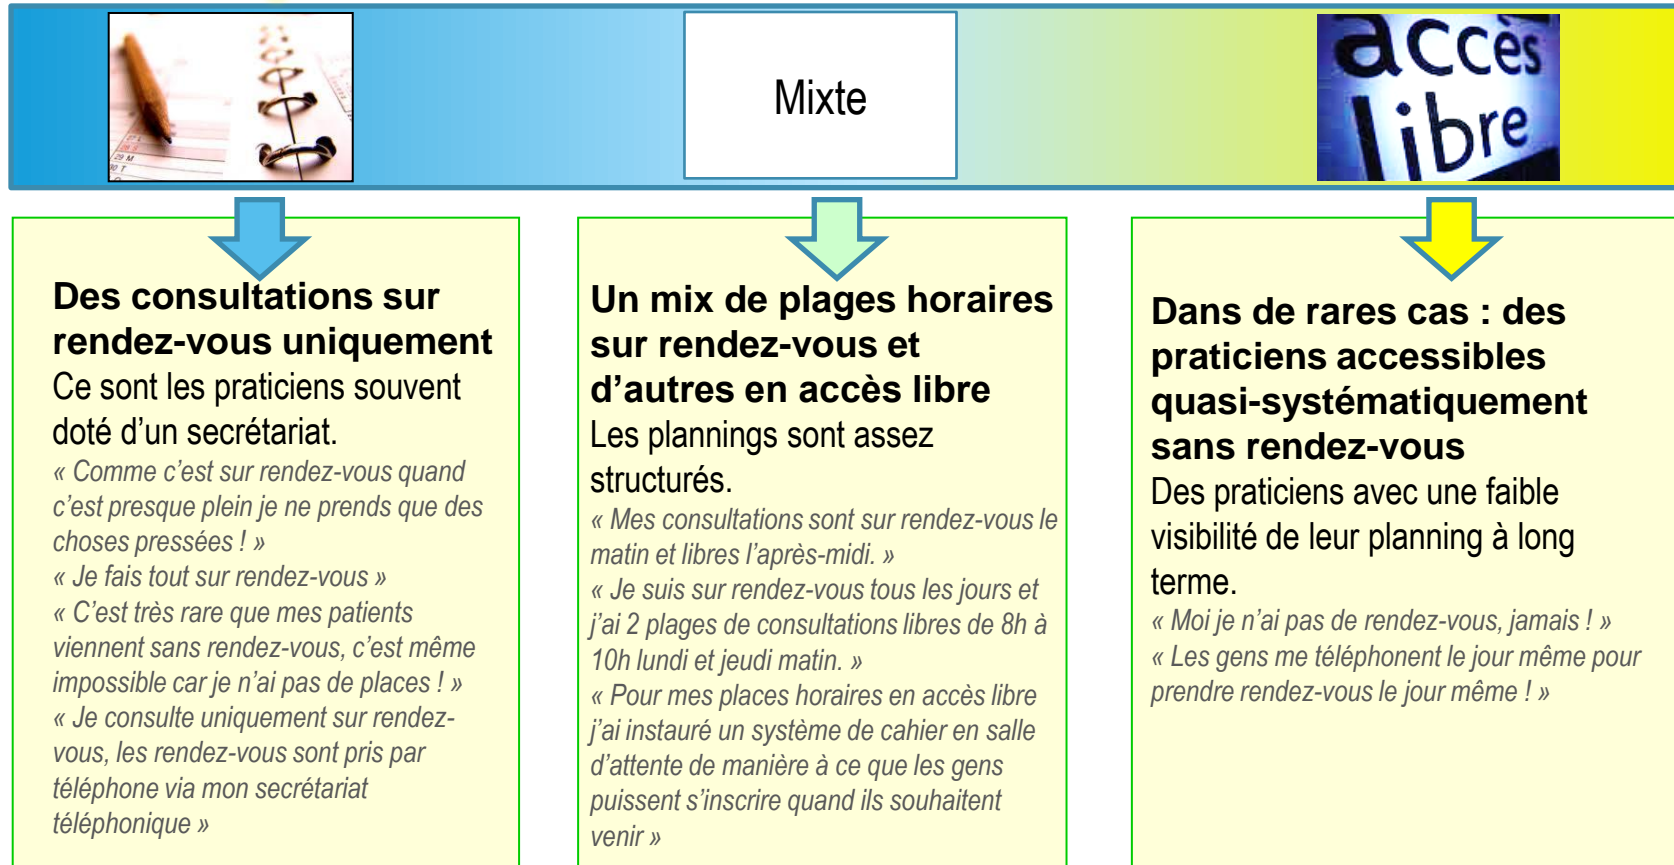 Mixte
accès
libre
29 M
30 T
Des consultations sur
rendez-vous uniquement
Ce sont les praticiens souvent
doté d’un secrétariat.
« Comme c’est sur rendez-vous quand
c’est presque plein je ne prends que des
choses pressées ! »
« Je fais tout sur rendez-vous »
« C’est très rare que mes patients
viennent sans rendez-vous, c’est même
impossible car je n’ai pas de places ! »
« Je consulte uniquement sur rendez-
vous, les rendez-vous sont pris par
téléphone via mon secrétariat
téléphonique »
Un mix de plages horaires
sur rendez-vous et
d’autres en accès libre
Les plannings sont assez
structurés.
« Mes consultations sont sur rendez-vous le
matin et libres l’après-midi. »
« Je suis sur rendez-vous tous les jours et
j’ai 2 plages de consultations libres de 8h à
10h lundi et jeudi matin. »
« Pour mes places horaires en accès libre
j’ai instauré un système de cahier en salle
d’attente de manière à ce que les gens
puissent s’inscrire quand ils souhaitent
venir »
Dans de rares cas : des
praticiens accessibles
quasi-systématiquement
sans rendez-vous
Des praticiens avec une faible
visibilité de leur planning à long
terme.
« Moi je n’ai pas de rendez-vous, jamais ! »
« Les gens me téléphonent le jour même pour
prendre rendez-vous le jour même ! »